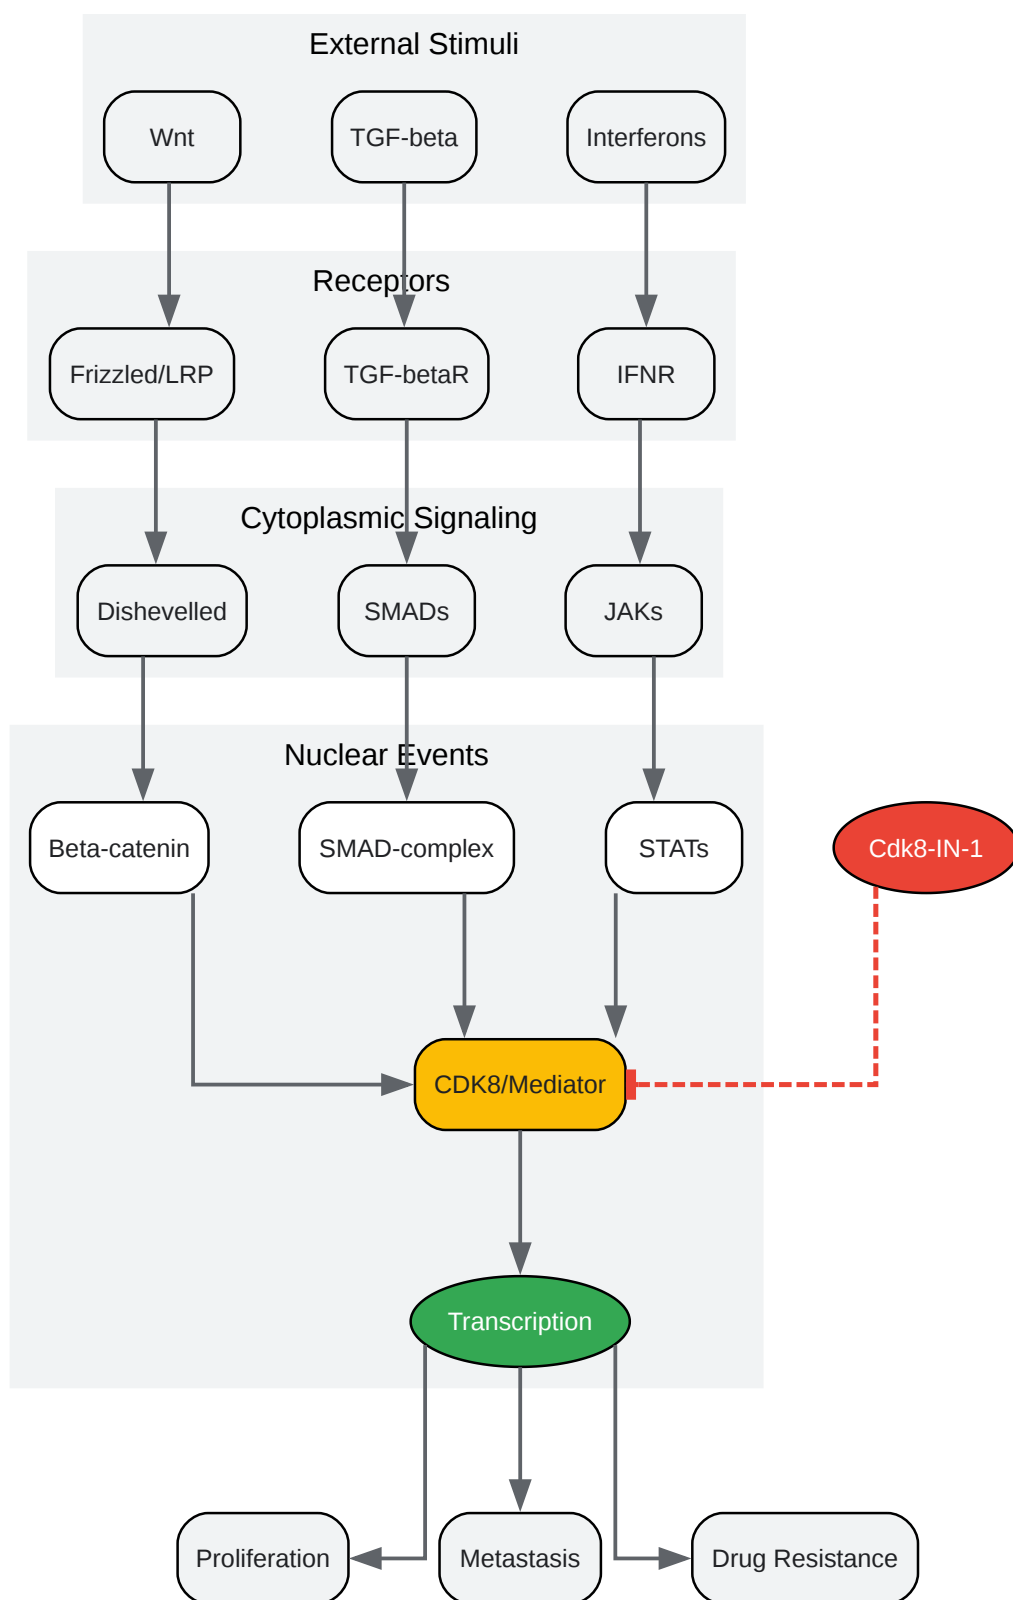 External Stimuli
Wnt
TGF-beta
Interferons
Receptors
Frizzled/LRP
TGF-betaR
IFNR
Cytoplasmic Signaling
Dishevelled
SMADs
JAKs
Nuclear Events
Beta-catenin
SMAD-complex
STATs
Cdk8-IN-1
CDK8/Mediator
Transcription
Proliferation
Metastasis
Drug Resistance